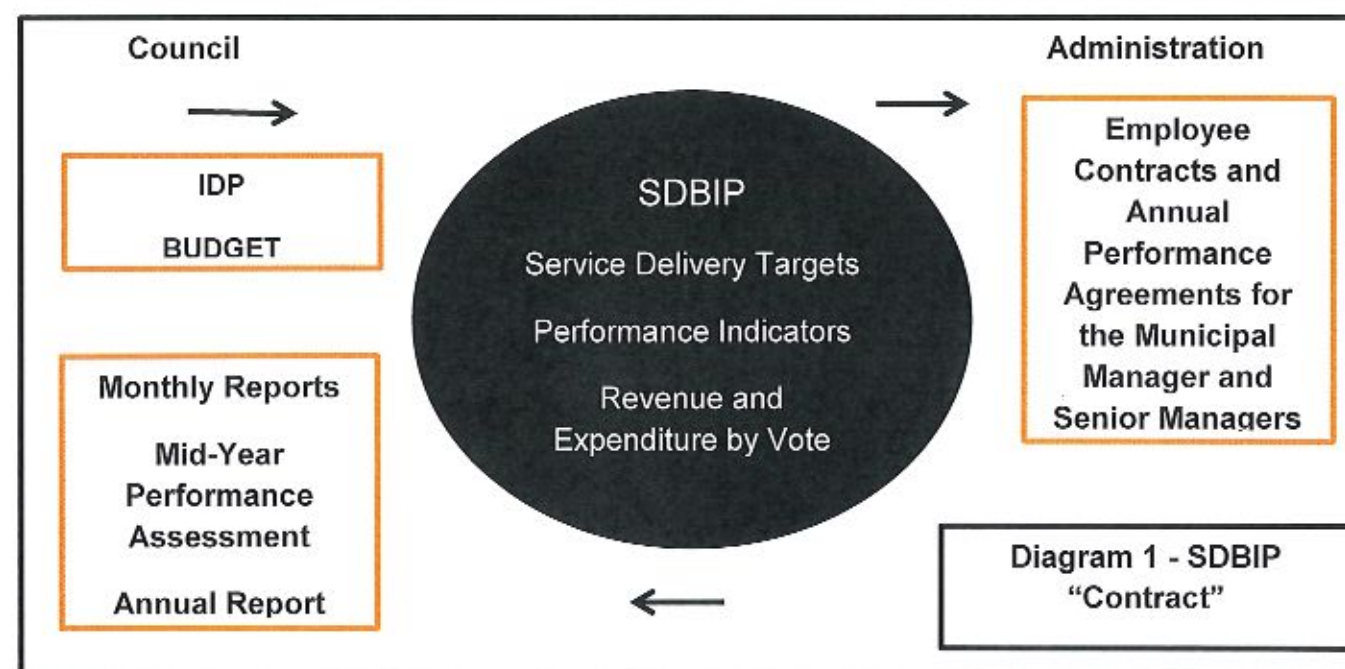 Council
Administration
IDP
BUDGET
SDBIP
Service Delivery Targets
Performance Indicators
Revenue and
Expenditure by Vote
Employee
Contracts and
Annual
Performance
Agreements for
the Municipal
Manager and
Senior Managers
Monthly Reports
Mid-Year
Performance
Assessment
Annual Report
Diagram 1 - SDBIP
“Contract”